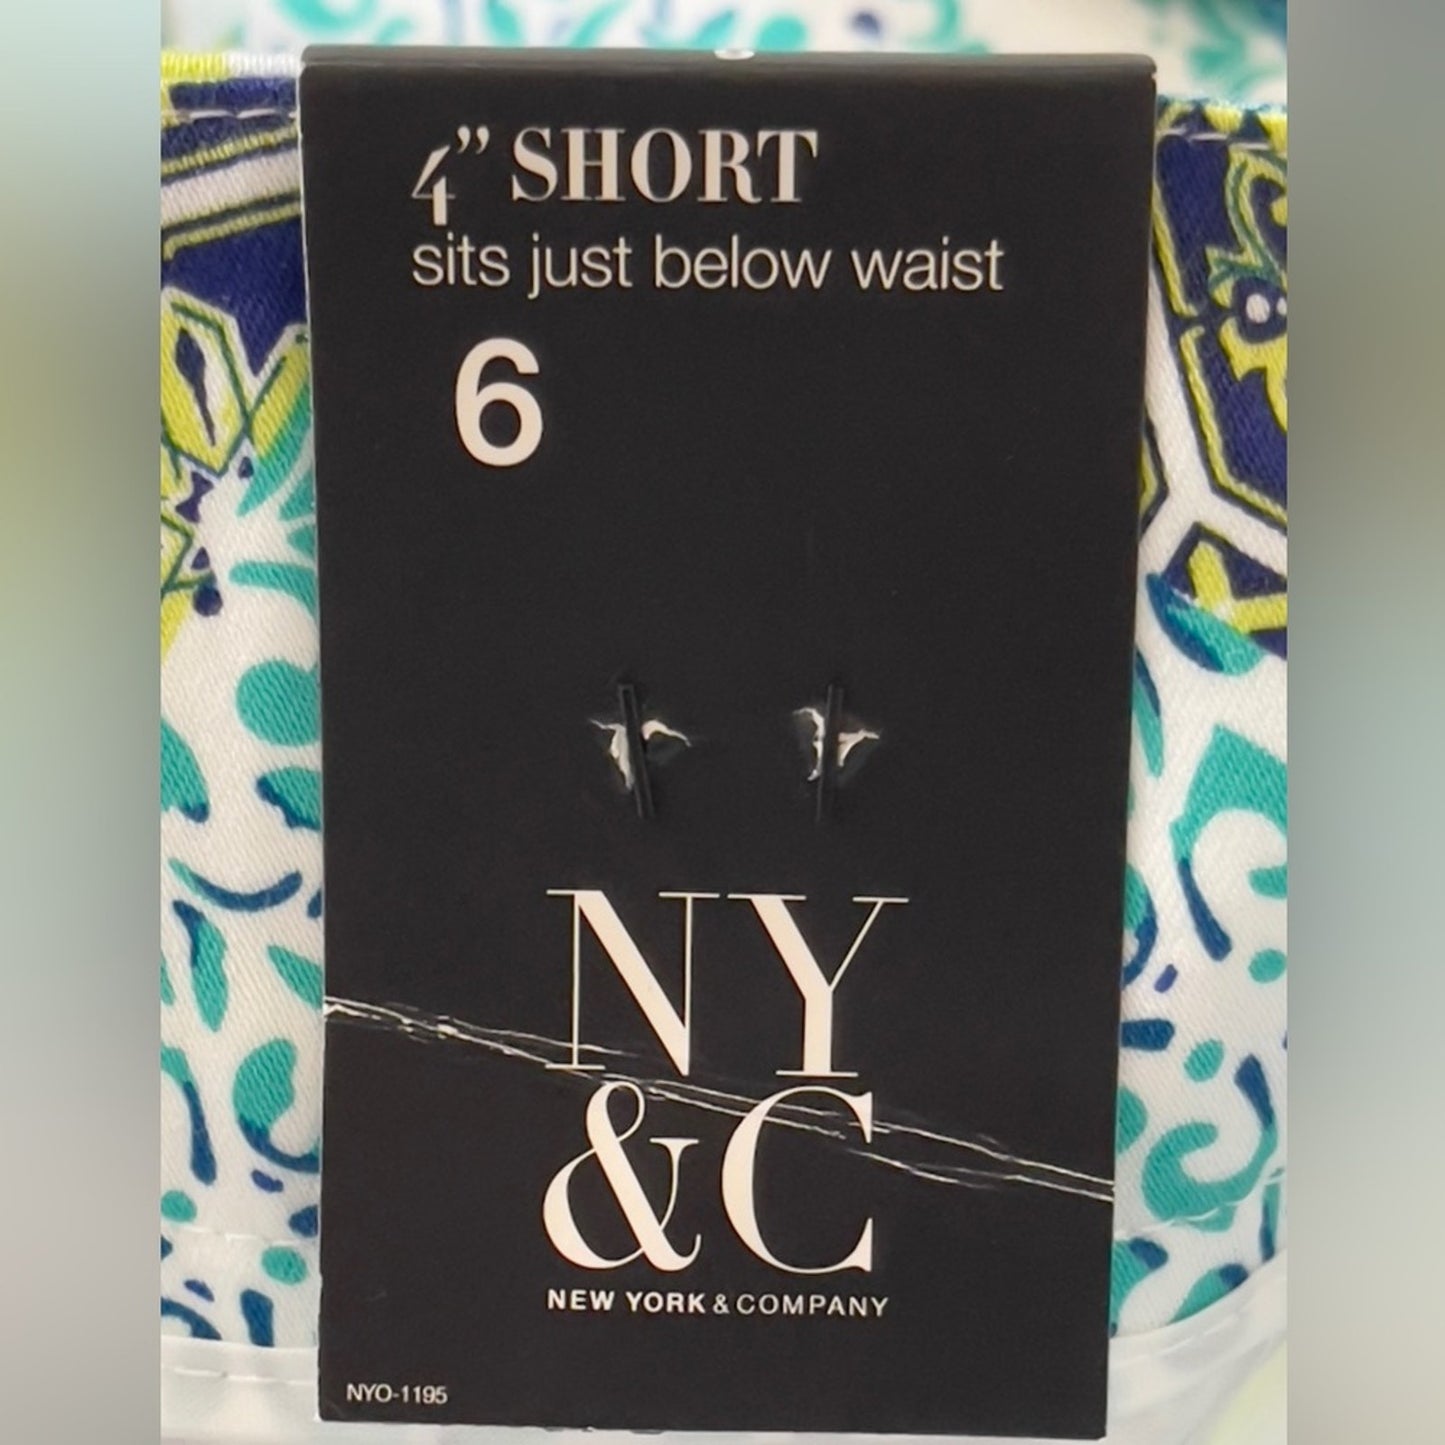 4” SHORT
sits just below waist
6
NY
&C
NEW YORK & COMPANY
NYO-1195